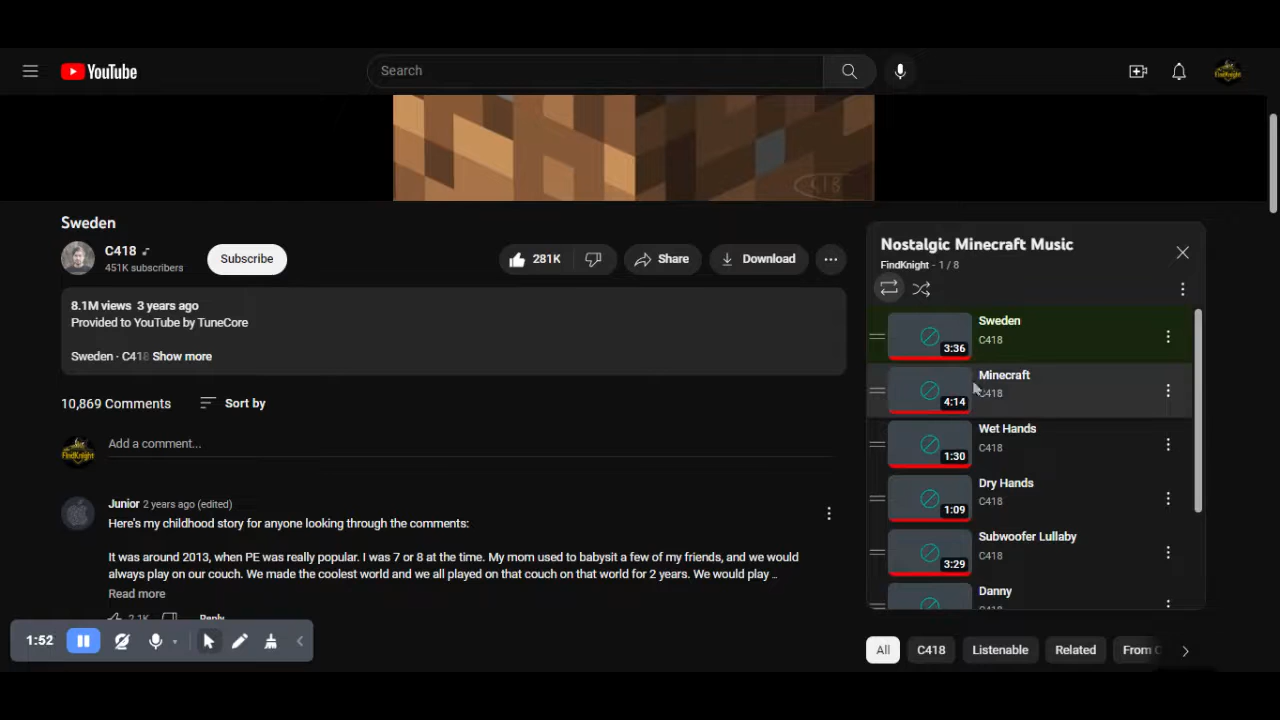 YouTube
Search
FindKnight
C418
Sweden
C418
451K subscribers
Subscribe
281K
Share
Download
8.1M views 3 years ago
Provided to YouTube by TuneCore
Sweden · C418 Show more
10,869 Comments
Sort by
FindKnight
Add a comment...
Junior 2 years ago (edited)
Here's my childhood story for anyone looking through the comments:
It was around 2013, when PE was really popular. I was 7 or 8 at the time. My mom used to babysit a few of my friends, and we would
always play on our couch. We made the coolest world and we all played on that couch on that world for 2 years. We would play ...
Read more
2.1K
Reply
1:52
Nostalgic Minecraft Music
FindKnight - 1 / 8
Sweden
C418
3:36
Minecraft
C418
4:14
Wet Hands
C418
1:30
Dry Hands
C418
1:09
Subwoofer Lullaby
C418
3:29
Danny
C418
All
C418
Listenable
Related
From C